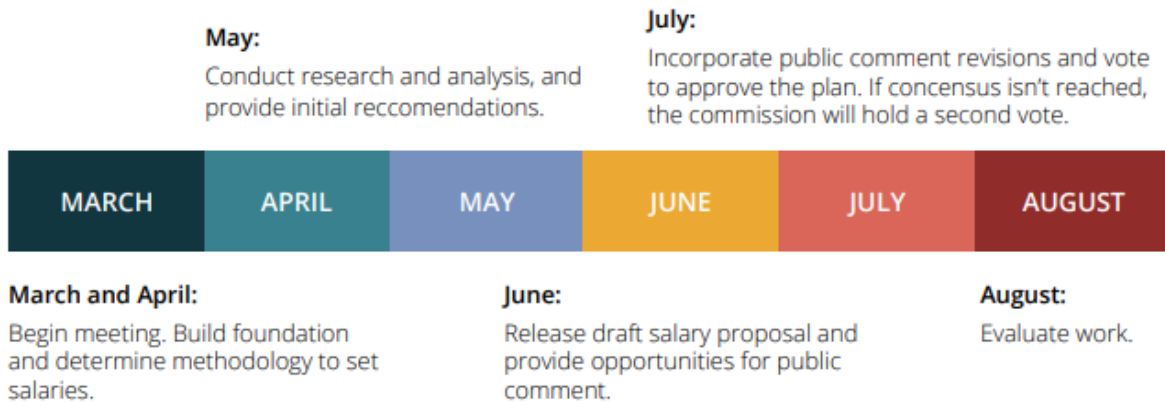 May:
Conduct research and analysis, and
provide initial reccomendations.
July:
Incorporate public comment revisions and vote
to approve the plan. If concensus isn't reached,
the commission will hold a second vote.
MARCH
APRIL
MAY
JUNE
JULY
AUGUST
March and April:
Begin meeting. Build foundation
and determine methodology to set
salaries.
June:
Release draft salary proposal and
provide opportunities for public
comment.
August:
Evaluate work.